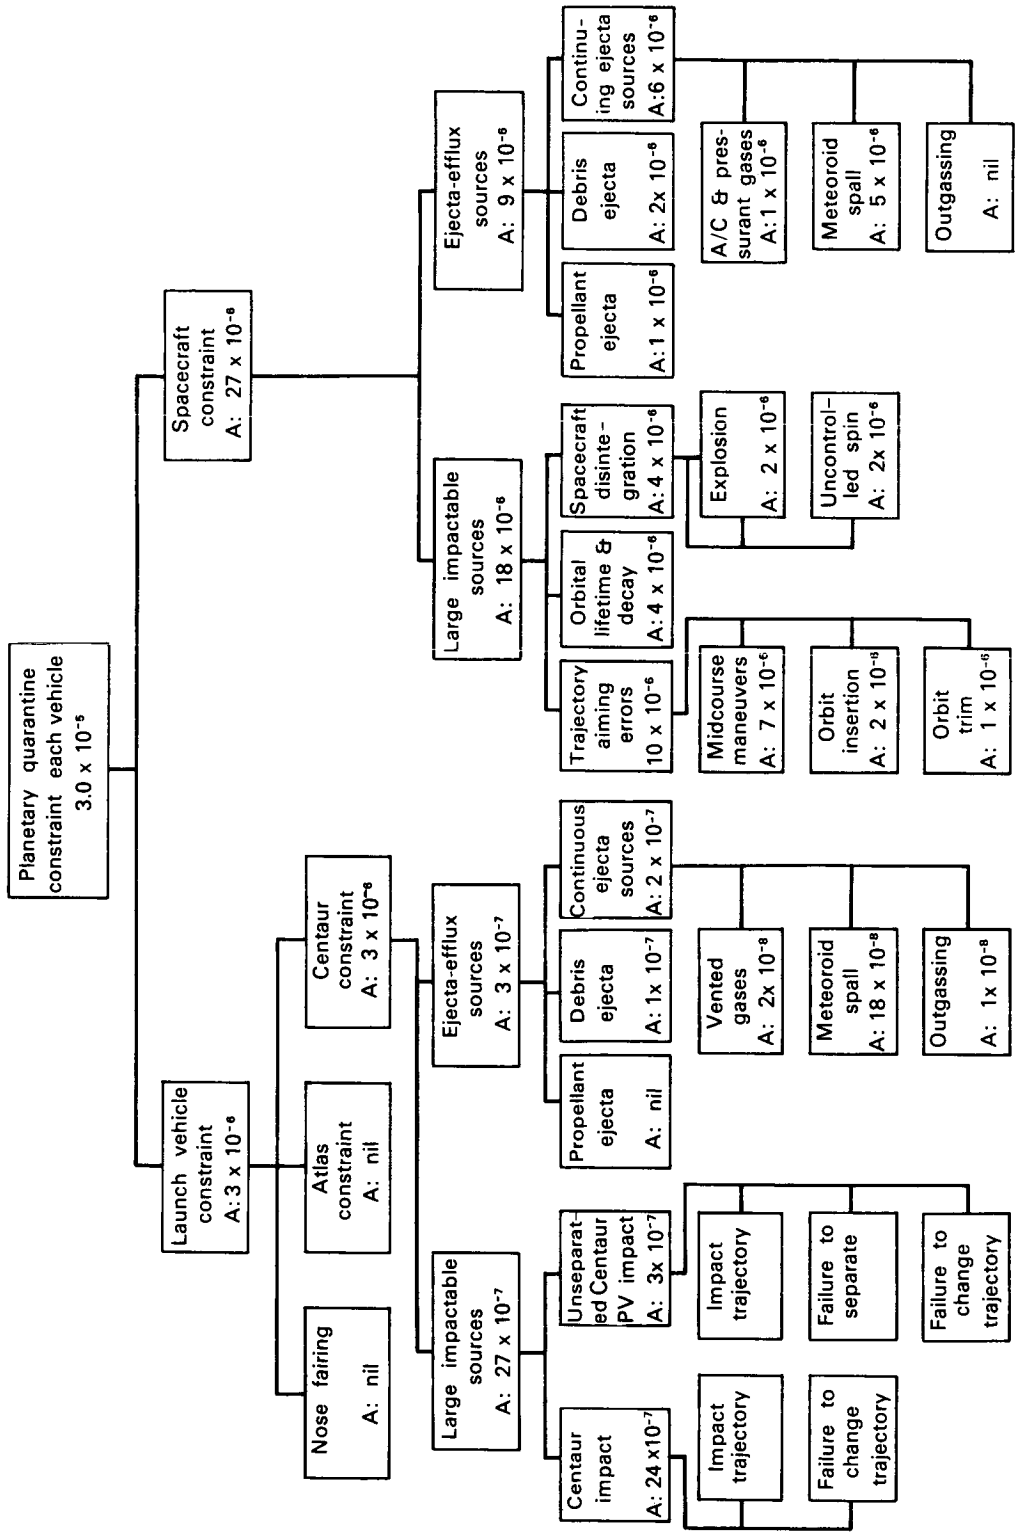 Planetary quarantine
constraint each vehicle
3.0 x 10⁻⁵
Launch vehicle
constraint
A: 3 x 10⁻⁶
Spacecraft
constraint
A: 27 x 10⁻⁶
Nose fairing
A: nil
Atlas
constraint
A: nil
Centaur
constraint
A: 3 x 10⁻⁶
Large impactable
sources
A: 27 x 10⁻⁷
Ejecta-efflux
sources
A: 3 x 10⁻⁷
Large impactable
sources
A: 18 x 10⁻⁶
Ejecta-efflux
sources
A: 9 x 10⁻⁶
Centaur
impact
A: 24 x10⁻⁷
Unseparat-
ed Centaur
PV impact
A: 3x 10⁻⁷
Propellant
ejecta
A: nil
Debris
ejecta
A: 1x 10⁻⁷
Continuous
ejecta
sources
A: 2 x 10⁻⁷
Trajectory
aiming
errors
10 x 10⁻⁶
Orbital
lifetime &
decay
A: 4 x 10⁻⁶
Spacecraft
disinte-
gration
A: 4 x 10⁻⁶
Propellant
ejecta
A: 1 x 10⁻⁶
Debris
ejecta
A: 2x 10⁻⁶
Continu-
ing ejecta
sources
A:6 x 10⁻⁶
Impact
trajectory
Failure to
change
trajectory
Impact
trajectory
Failure to
separate
Failure to
change
trajectory
Vented
gases
A: 2x 10⁻⁸
Meteoroid
spall
A: 18 x 10⁻⁸
Outgassing
A: 1x 10⁻⁸
Midcourse
maneuvers
A: 7 x 10⁻⁶
Orbit
insertion
A: 2 x 10⁻⁶
Orbit
trim
A: 1 x 10⁻⁶
Explosion
A: 2 x 10⁻⁶
Uncontrol-
led spin
A: 2x 10⁻⁶
A/C & pres-
surant gases
A:1 x 10⁻⁶
Meteoroid
spall
A: 5 x 10⁻⁶
Outgassing
A: nil